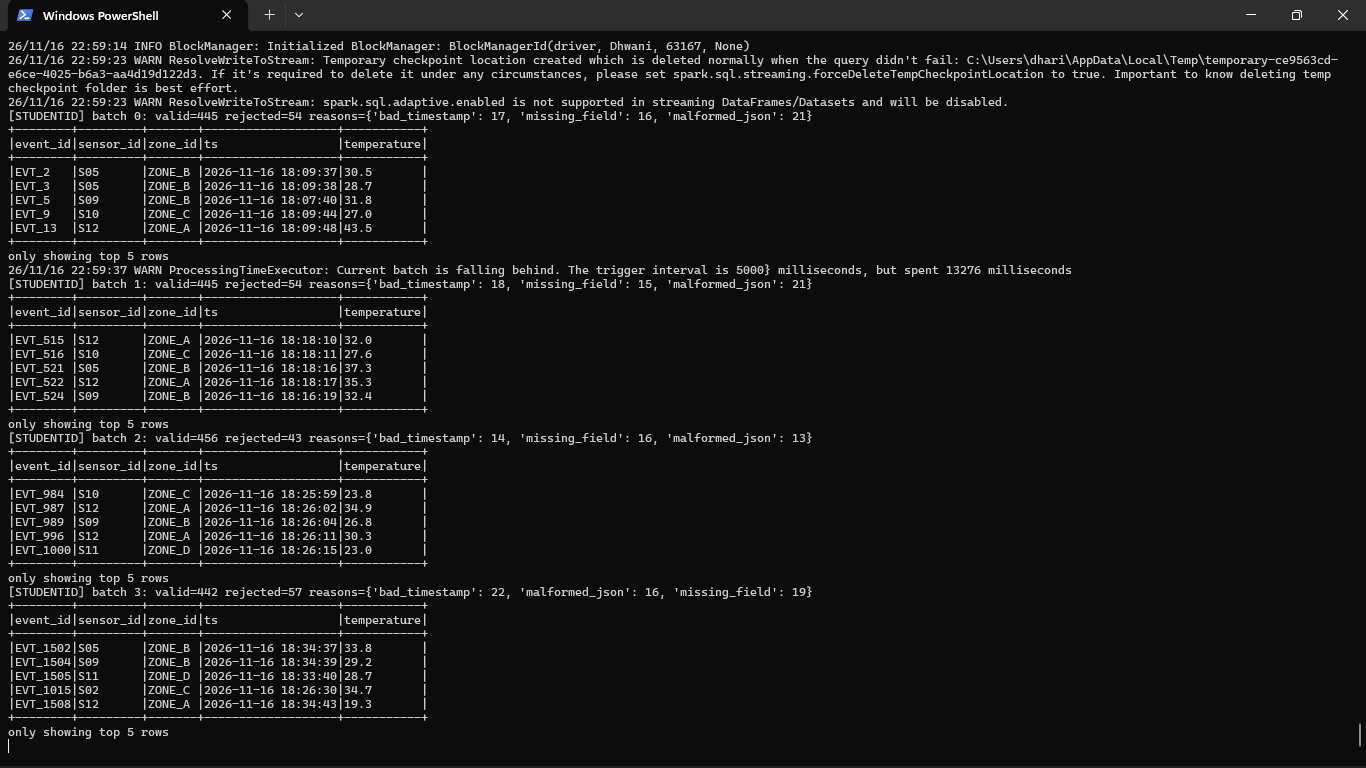 Windows PowerShell
26/11/16 22:59:14 INFO BlockManager: Initialized BlockManager: BlockManagerId(driver, Dhwani, 63167, None)
26/11/16 22:59:23 WARN ResolveWriteToStream: Temporary checkpoint location created which is deleted normally when the query didn't fail: C:\Users\dhari\AppData\Local\Temp\temporary-ce9563cd-
e6ce-4025-b6a3-aa4d19d122d3. If it's required to delete it under any circumstances, please set spark.sql.streaming.forceDeleteTempCheckpointLocation to true. Important to know deleting temp
checkpoint folder is best effort.
26/11/16 22:59:23 WARN ResolveWriteToStream: spark.sql.adaptive.enabled is not supported in streaming DataFrames/Datasets and will be disabled.
[STUDENTID] batch 0: valid=445 rejected=54 reasons={'bad_timestamp': 17, 'missing_field': 16, 'malformed_json': 21}
+--------+---------+-------+-------------------+-----------+
|event_id|sensor_id|zone_id|ts                 |temperature|
+--------+---------+-------+-------------------+-----------+
|EVT_2   |S05      |ZONE_B |2026-11-16 18:09:37|30.5       |
|EVT_3   |S05      |ZONE_B |2026-11-16 18:09:38|28.7       |
|EVT_5   |S09      |ZONE_B |2026-11-16 18:07:40|31.8       |
|EVT_9   |S10      |ZONE_C |2026-11-16 18:09:44|27.0       |
|EVT_13  |S12      |ZONE_A |2026-11-16 18:09:48|43.5       |
+--------+---------+-------+-------------------+-----------+
only showing top 5 rows
26/11/16 22:59:37 WARN ProcessingTimeExecutor: Current batch is falling behind. The trigger interval is 5000} milliseconds, but spent 13276 milliseconds
[STUDENTID] batch 1: valid=445 rejected=54 reasons={'bad_timestamp': 18, 'missing_field': 15, 'malformed_json': 21}
+--------+---------+-------+-------------------+-----------+
|event_id|sensor_id|zone_id|ts                 |temperature|
+--------+---------+-------+-------------------+-----------+
|EVT_515 |S12      |ZONE_A |2026-11-16 18:18:10|32.0       |
|EVT_516 |S10      |ZONE_C |2026-11-16 18:18:11|27.6       |
|EVT_521 |S05      |ZONE_B |2026-11-16 18:18:16|37.3       |
|EVT_522 |S12      |ZONE_A |2026-11-16 18:18:17|35.3       |
|EVT_524 |S09      |ZONE_B |2026-11-16 18:16:19|32.4       |
+--------+---------+-------+-------------------+-----------+
only showing top 5 rows
[STUDENTID] batch 2: valid=456 rejected=43 reasons={'bad_timestamp': 14, 'missing_field': 16, 'malformed_json': 13}
+--------+---------+-------+-------------------+-----------+
|event_id|sensor_id|zone_id|ts                 |temperature|
+--------+---------+-------+-------------------+-----------+
|EVT_984 |S10      |ZONE_C |2026-11-16 18:25:59|23.8       |
|EVT_987 |S12      |ZONE_A |2026-11-16 18:26:02|34.9       |
|EVT_989 |S09      |ZONE_B |2026-11-16 18:26:04|26.8       |
|EVT_996 |S12      |ZONE_A |2026-11-16 18:26:11|30.3       |
|EVT_1000|S11      |ZONE_D |2026-11-16 18:26:15|23.0       |
+--------+---------+-------+-------------------+-----------+
only showing top 5 rows
[STUDENTID] batch 3: valid=442 rejected=57 reasons={'bad_timestamp': 22, 'malformed_json': 16, 'missing_field': 19}
+--------+---------+-------+-------------------+-----------+
|event_id|sensor_id|zone_id|ts                 |temperature|
+--------+---------+-------+-------------------+-----------+
|EVT_1502|S05      |ZONE_B |2026-11-16 18:34:37|33.8       |
|EVT_1504|S09      |ZONE_B |2026-11-16 18:34:39|29.2       |
|EVT_1505|S11      |ZONE_D |2026-11-16 18:33:40|28.7       |
|EVT_1015|S02      |ZONE_C |2026-11-16 18:26:30|34.7       |
|EVT_1508|S12      |ZONE_A |2026-11-16 18:34:43|19.3       |
+--------+---------+-------+-------------------+-----------+
only showing top 5 rows